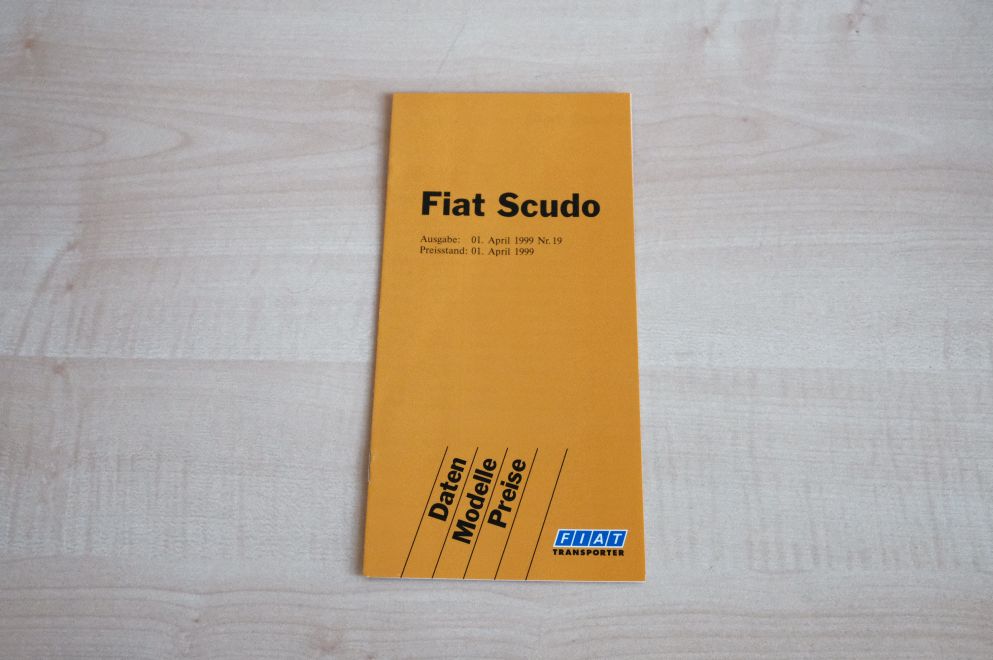 Fiat Scudo
Ausgabe: 01. April 1999 Nr. 19
Preisstand: 01. April 1999
Daten
Modelle
Preise
FIAT
TRANSPORTER